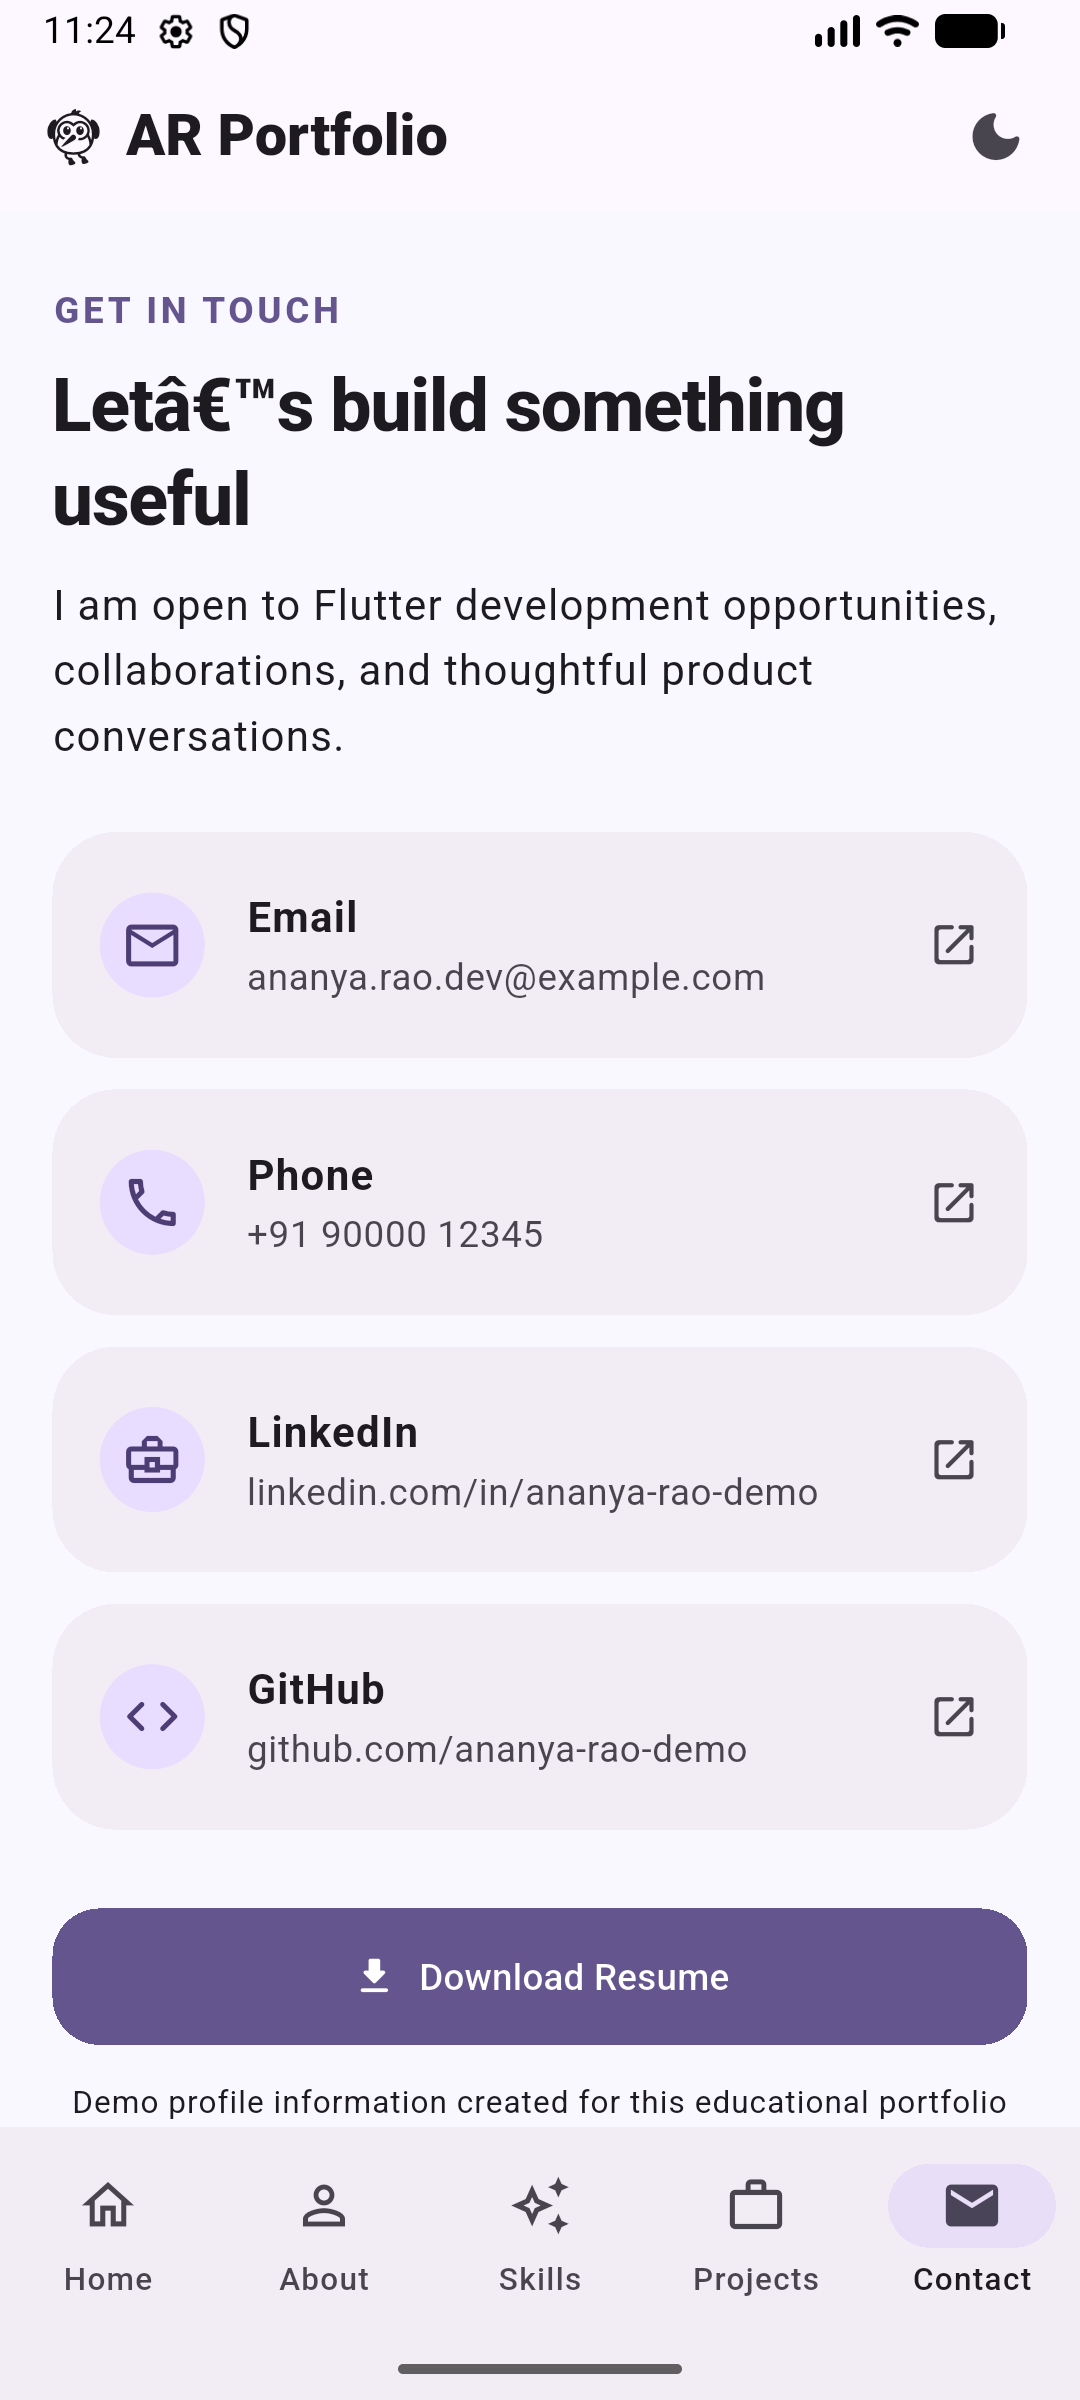 11:24
AR Portfolio
GET IN TOUCH
Letâ€™s build something
useful
I am open to Flutter development opportunities,
collaborations, and thoughtful product
conversations.
Email
ananya.rao.dev@example.com
Phone
+91 90000 12345
LinkedIn
linkedin.com/in/ananya-rao-demo
GitHub
github.com/ananya-rao-demo
Download Resume
Demo profile information created for this educational portfolio
Home
About
Skills
Projects
Contact